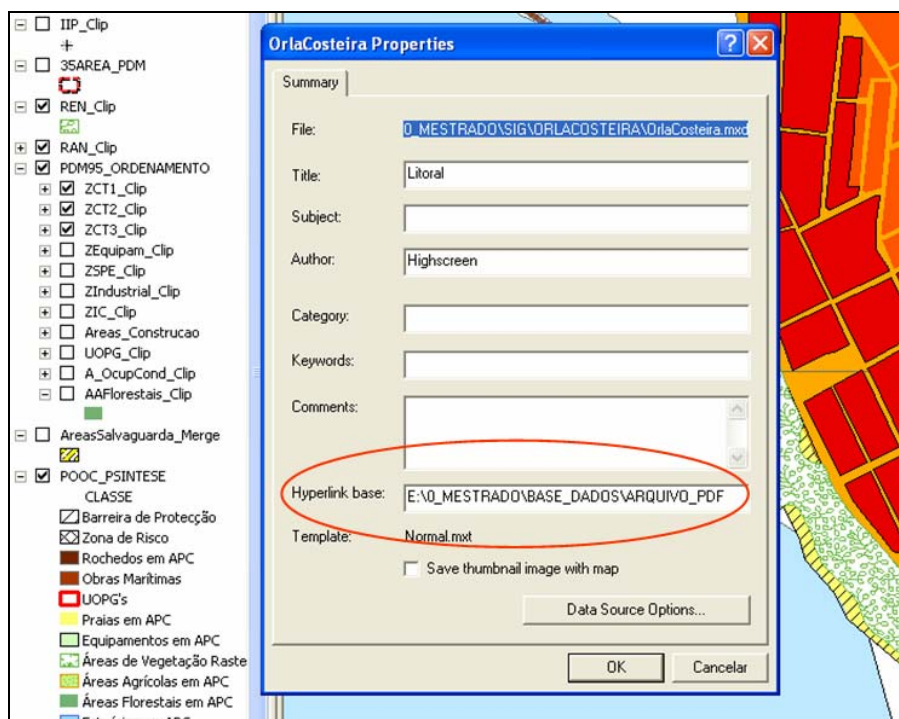 IIP_Clip
35AREA_PDM
REN_Clip
RAN_Clip
PDM95_ORDENAMENTO
ZCT1_Clip
ZCT2_Clip
ZCT3_Clip
ZEquipam_Clip
ZSPE_Clip
ZIndustrial_Clip
ZIC_Clip
Areas_Construcao
UOPG_Clip
A_OcupCond_Clip
AAFlorestais_Clip
AreasSalvaguarda_Merge
POOC_PSINTESE
CLASSE
Barreira de Protecção
Zona de Risco
Rochedos em APC
Obras Marítimas
UOPG's
Praias em APC
Equipamentos em APC
Áreas de Vegetação Raste
Áreas Agrícolas em APC
Áreas Florestais em APC
OrlaCosteira Properties
Summary
File: 0_MESTRADO\SIG\ORLACOSTEIRA\OrlaCosteira.mxd
Title: Litoral
Subject:
Author: Highscreen
Category:
Keywords:
Comments:
Hyperlink base: E:\0_MESTRADO\BASE_DADOS\ARQUIVO_PDF
Template: Normal.mxt
Save thumbnail image with map
Data Source Options...
OK Cancelar